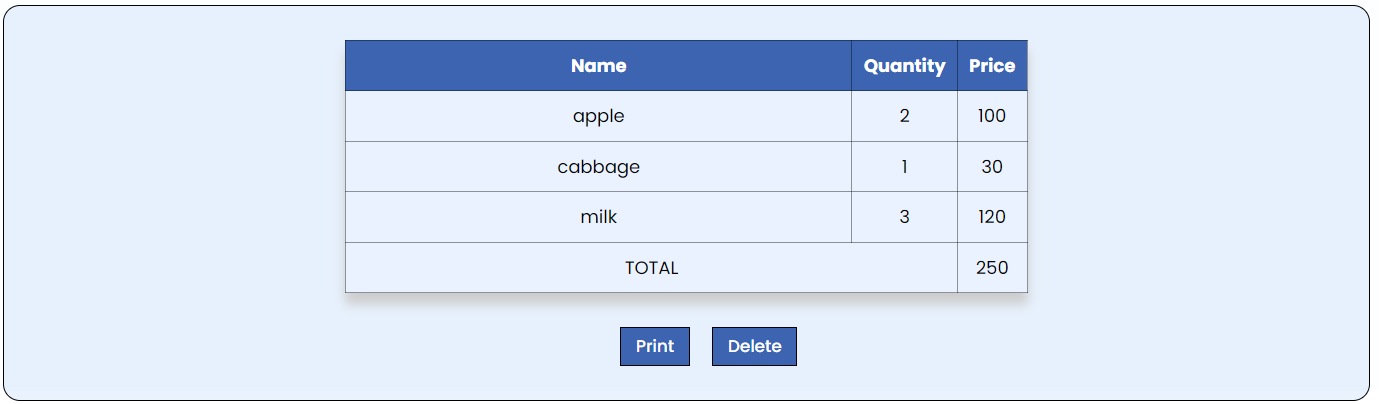 Name Quantity Price
apple 2 100
cabbage 1 30
milk 3 120
TOTAL 250
Print Delete